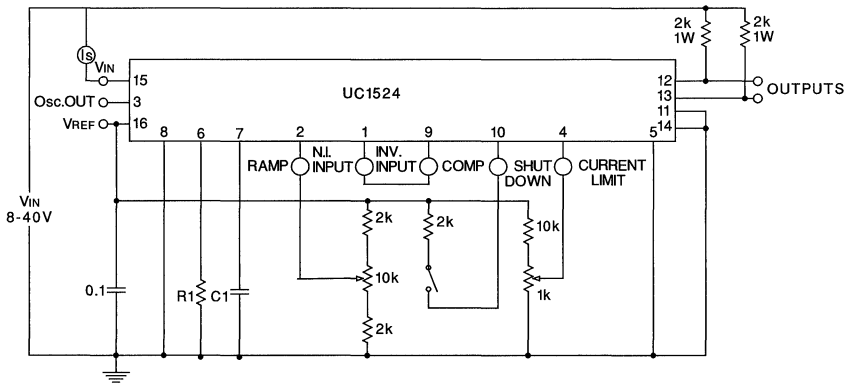 2k
1W
2k
1W
Is
VIN
15
UC1524
12
OUTPUTS
Osc.OUT
3
13
VREF
16
11
14
8
6
7
2
1
9
10
4
5
RAMP
N.I.
INPUT
INV.
INPUT
COMP
SHUT
DOWN
CURRENT
LIMIT
VIN
8-40V
2k
2k
10k
10k
1k
0.1
R1
C1
2k